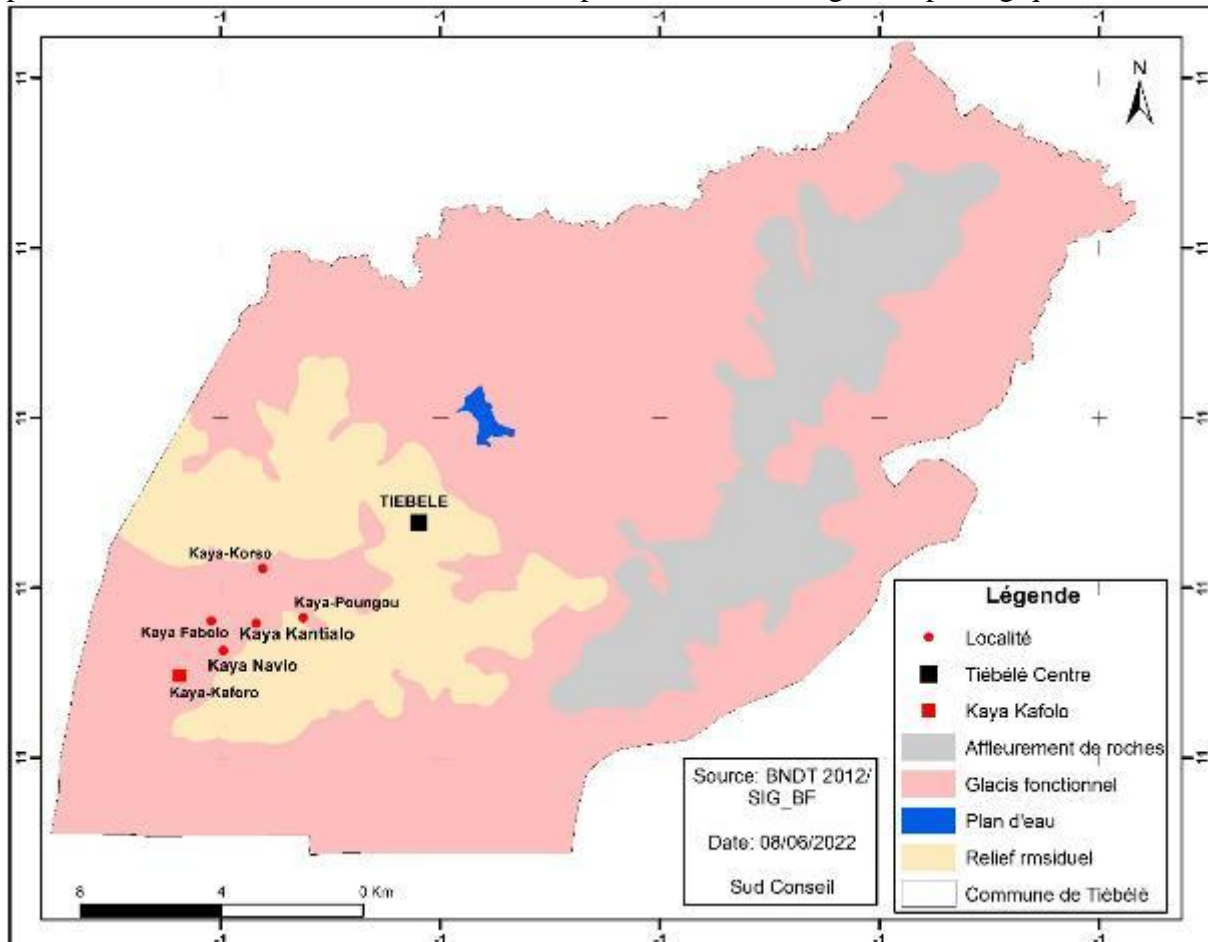 -1 -1 -1 -1 -1
11 11
N
11 11
11 11
TIEBELE
Kaya-Korso
11 11
Kaya-Poungou
Kaya Fabolo Kaya Kantialo
Kaya Navio
Kaya-Kaforo
11 11
Légende
Localité
Tiébélé Centre
Kaya Kafolo
Affleurement de roches
Glacis fonctionnel
Plan d'eau
Relief rmsiduel
Commune de Tiébélé
Source: BNDT 2012/
SIG_BF
Date: 08/06/2022
Sud Conseil
8 4 0 Km
-1 -1 -1 -1 -1